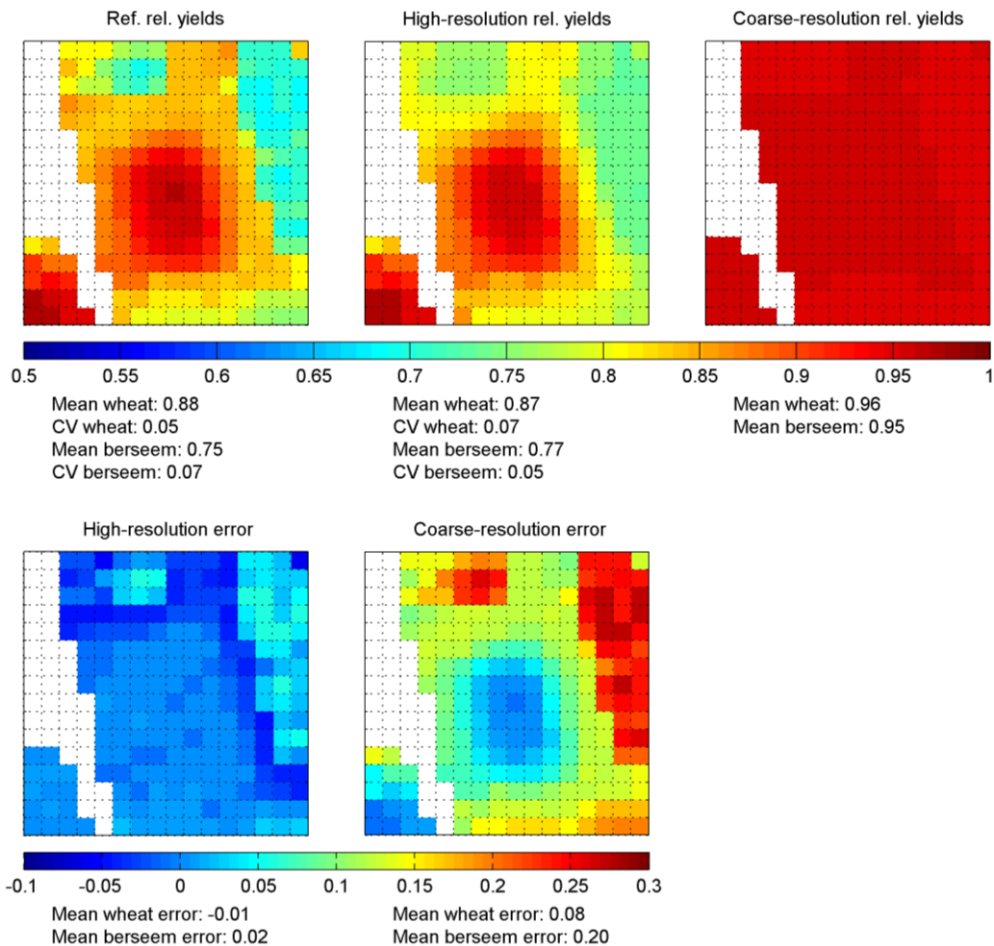 Ref. rel. yields
High-resolution rel. yields
Coarse-resolution rel. yields
0.5 0.55 0.6 0.65 0.7 0.75 0.8 0.85 0.9 0.95 1
Mean wheat: 0.88
CV wheat: 0.05
Mean berseem: 0.75
CV berseem: 0.07
Mean wheat: 0.87
CV wheat: 0.07
Mean berseem: 0.77
CV berseem: 0.05
Mean wheat: 0.96
Mean berseem: 0.95
High-resolution error
Coarse-resolution error
-0.1 -0.05 0 0.05 0.1 0.15 0.2 0.25 0.3
Mean wheat error: -0.01
Mean berseem error: 0.02
Mean wheat error: 0.08
Mean berseem error: 0.20